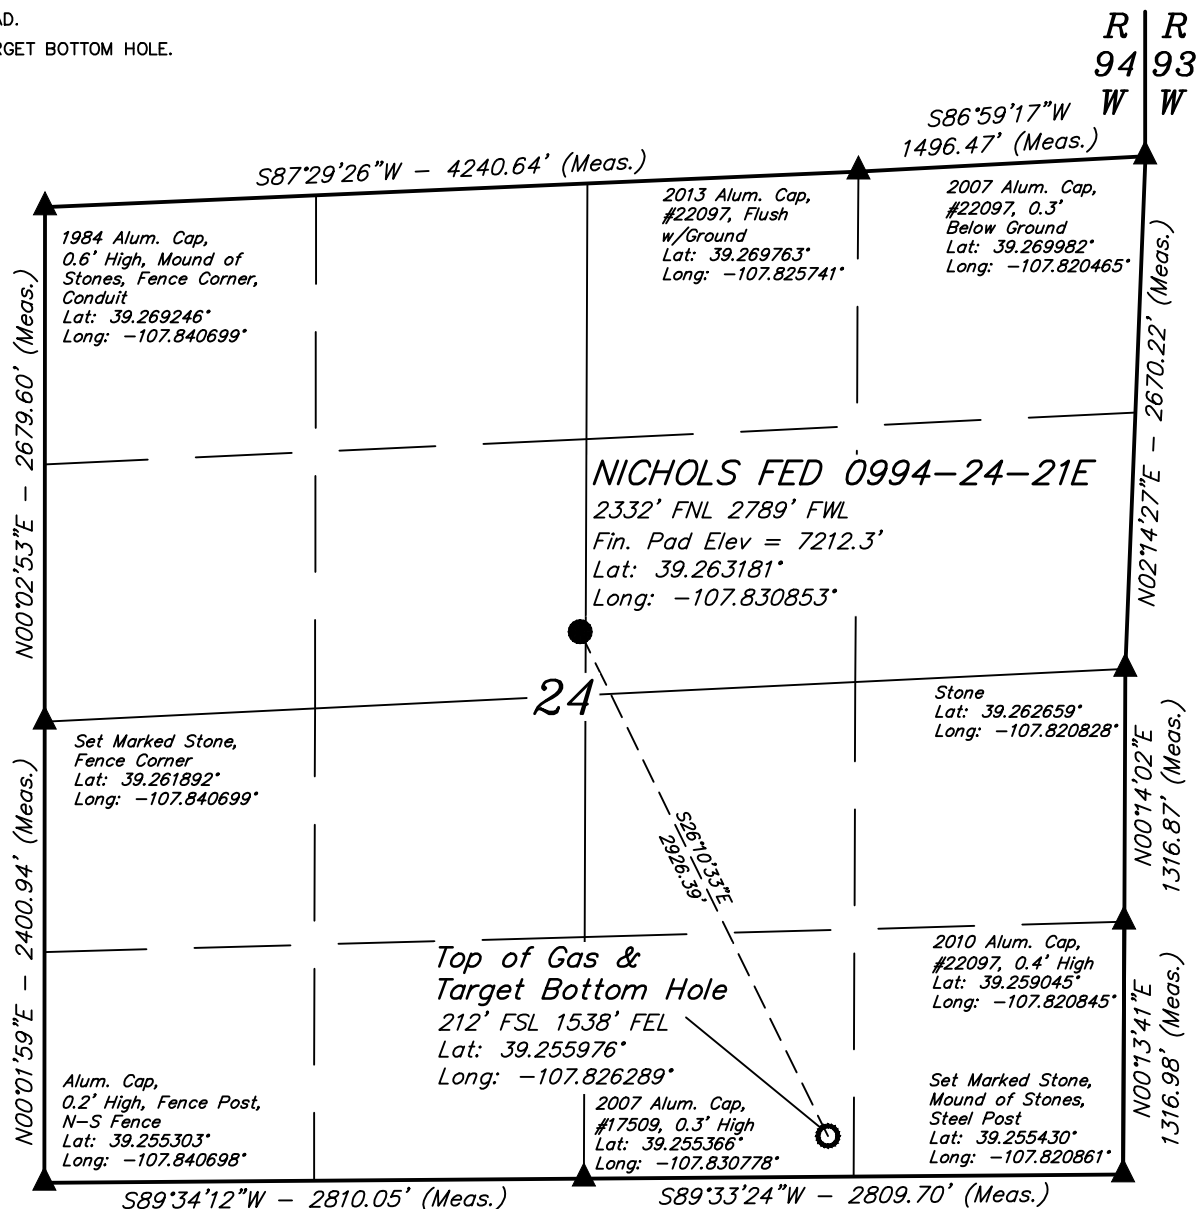 AD.
RGET BOTTOM HOLE.
R R
94 93
W W
S86°59'17"W
1496.47' (Meas.)
S87°29'26"W - 4240.64' (Meas.)
1984 Alum. Cap,
0.6' High, Mound of
Stones, Fence Corner,
Conduit
Lat: 39.269246°
Long: -107.840699°
2013 Alum. Cap,
#22097, Flush
w/Ground
Lat: 39.269763°
Long: -107.825741°
2007 Alum. Cap,
#22097, 0.3'
Below Ground
Lat: 39.269982°
Long: -107.820465°
N00°02'53"E - 2679.60' (Meas.)
N02°14'27"E - 2670.22' (Meas.)
NICHOLS FED 0994-24-21E
2332' FNL 2789' FWL
Fin. Pad Elev = 7212.3'
Lat: 39.263181°
Long: -107.830853°
24
Stone
Lat: 39.262659°
Long: -107.820828°
Set Marked Stone,
Fence Corner
Lat: 39.261892°
Long: -107.840699°
S26°10'33"E
2926.39'
N00°14'02"E
1316.87' (Meas.)
N00°01'59"E - 2400.94' (Meas.)
Top of Gas &
Target Bottom Hole
212' FSL 1538' FEL
Lat: 39.255976°
Long: -107.826289°
2010 Alum. Cap,
#22097, 0.4' High
Lat: 39.259045°
Long: -107.820845°
N00°13'41"E
1316.98' (Meas.)
Alum. Cap,
0.2' High, Fence Post,
N-S Fence
Lat: 39.255303°
Long: -107.840698°
2007 Alum. Cap,
#17509, 0.3' High
Lat: 39.255366°
Long: -107.830778°
Set Marked Stone,
Mound of Stones,
Steel Post
Lat: 39.255430°
Long: -107.820861°
S89°34'12"W - 2810.05' (Meas.)
S89°33'24"W - 2809.70' (Meas.)